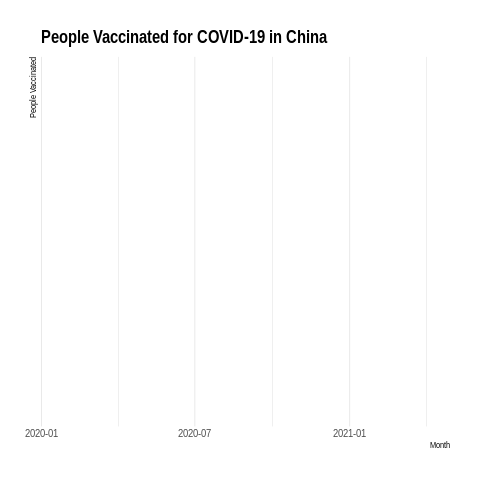 People Vaccinated for COVID-19 in China
People Vaccinated
2020-01
2020-07
2021-01
Month